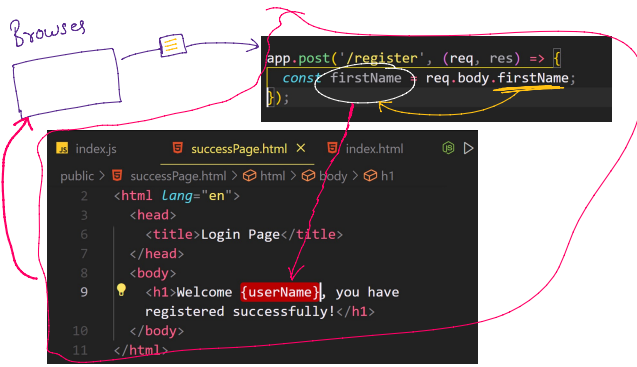 Browses
app.post('/register', (req, res) => {
const firstName = req.body.firstName;
});
index.js successPage.html index.html
public > successPage.html > html > body > h1
2 <html lang="en">
3 <head>
6 <title>Login Page</title>
7 </head>
8 <body>
9 <h1>Welcome {userName}, you have
registered successfully!</h1>
10 </body>
11 </html>